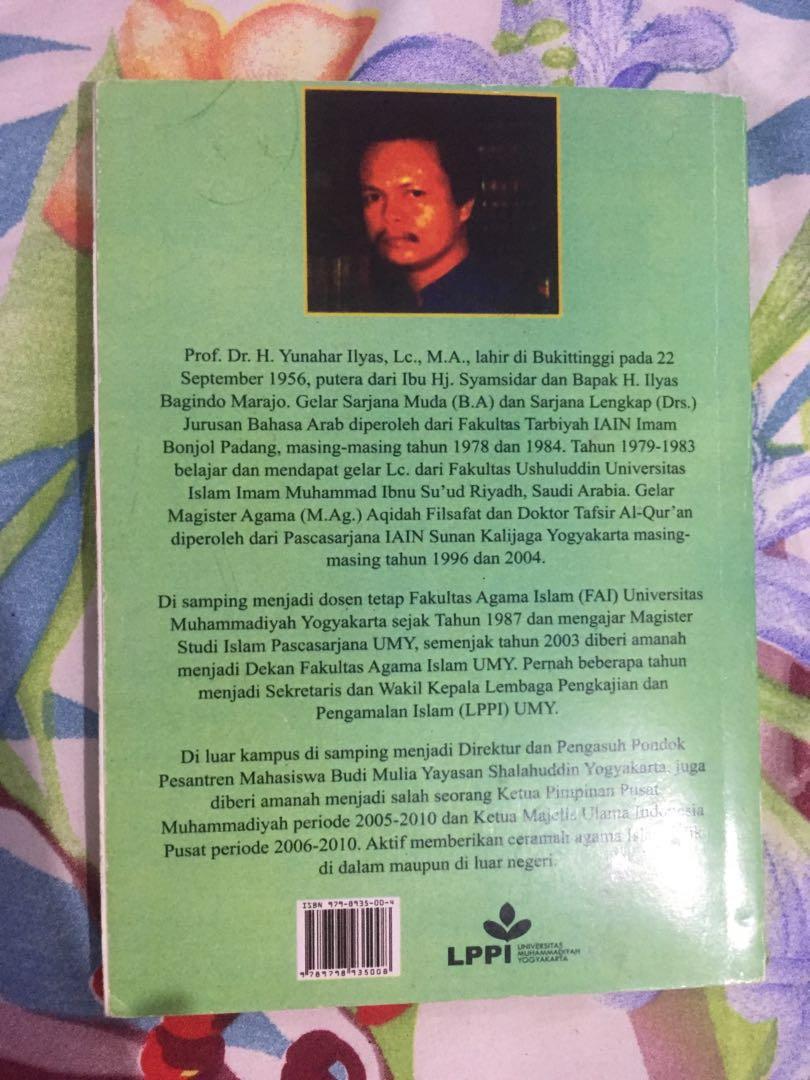 Prof. Dr. H. Yunahar Ilyas, Lc., M.A., lahir di Bukittinggi pada 22
September 1956, putera dari Ibu Hj. Syamsidar dan Bapak H. Ilyas
Bagindo Marajo. Gelar Sarjana Muda (B.A) dan Sarjana Lengkap (Drs.)
Jurusan Bahasa Arab diperoleh dari Fakultas Tarbiyah IAIN Imam
Bonjol Padang, masing-masing tahun 1978 dan 1984. Tahun 1979-1983
belajar dan mendapat gelar Lc. dari Fakultas Ushuluddin Universitas
Islam Imam Muhammad Ibnu Su'ud Riyadh, Saudi Arabia. Gelar
Magister Agama (M.Ag.) Aqidah Filsafat dan Doktor Tafsir Al-Qur'an
diperoleh dari Pascasarjana IAIN Sunan Kalijaga Yogyakarta masing-
masing tahun 1996 dan 2004.
Di samping menjadi dosen tetap Fakultas Agama Islam (FAI) Universitas
Muhammadiyah Yogyakarta sejak Tahun 1987 dan mengajar Magister
Studi Islam Pascasarjana UMY, semenjak tahun 2003 diberi amanah
menjadi Dekan Fakultas Agama Islam UMY. Pernah beberapa tahun
menjadi Sekretaris dan Wakil Kepala Lembaga Pengkajian dan
Pengamalan Islam (LPPI) UMY.
Di luar kampus di samping menjadi Direktur dan Pengasuh Pondok
Pesantren Mahasiswa Budi Mulia Yayasan Shalahuddin Yogyakarta, juga
diberi amanah menjadi salah seorang Ketua Pimpinan Pusat
Muhammadiyah periode 2005-2010 dan Ketua Majelis Ulama Indonesia
Pusat periode 2006-2010. Aktif memberikan ceramah agama
di dalam maupun di luar negeri.
ISBN 979-8935-00-4
9789798935008
LPPI
UNIVERSITAS
MUHAMMADIYAH
YOGYAKARTA